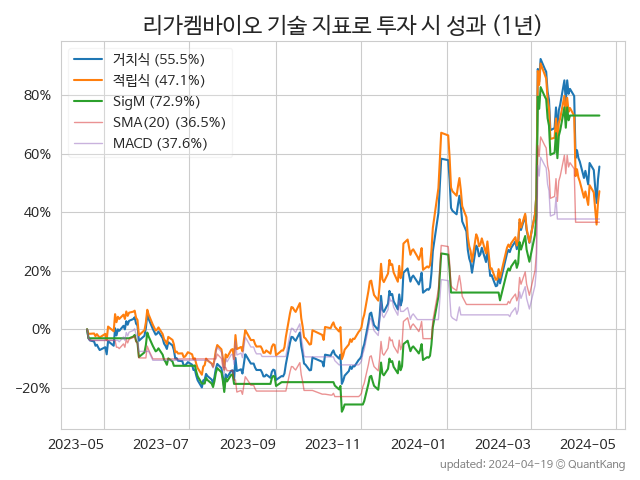 리가켐바이오 기술 지표로 투자 시 성과 (1년)
거치식 (55.5%)
적립식 (47.1%)
SigM (72.9%)
SMA(20) (36.5%)
MACD (37.6%)
80%
60%
40%
20%
0%
−20%
2023-05 2023-07 2023-09 2023-11 2024-01 2024-03 2024-05
updated: 2024-04-19 © QuantKang